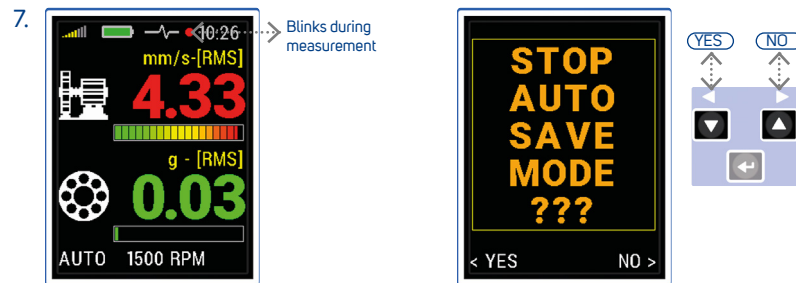 7.
10:26
mm/s-[RMS]
4.33
g - [RMS]
0.03
AUTO 1500 RPM
Blinks during
measurement
STOP
AUTO
SAVE
MODE
???
< YES NO >
YES NO